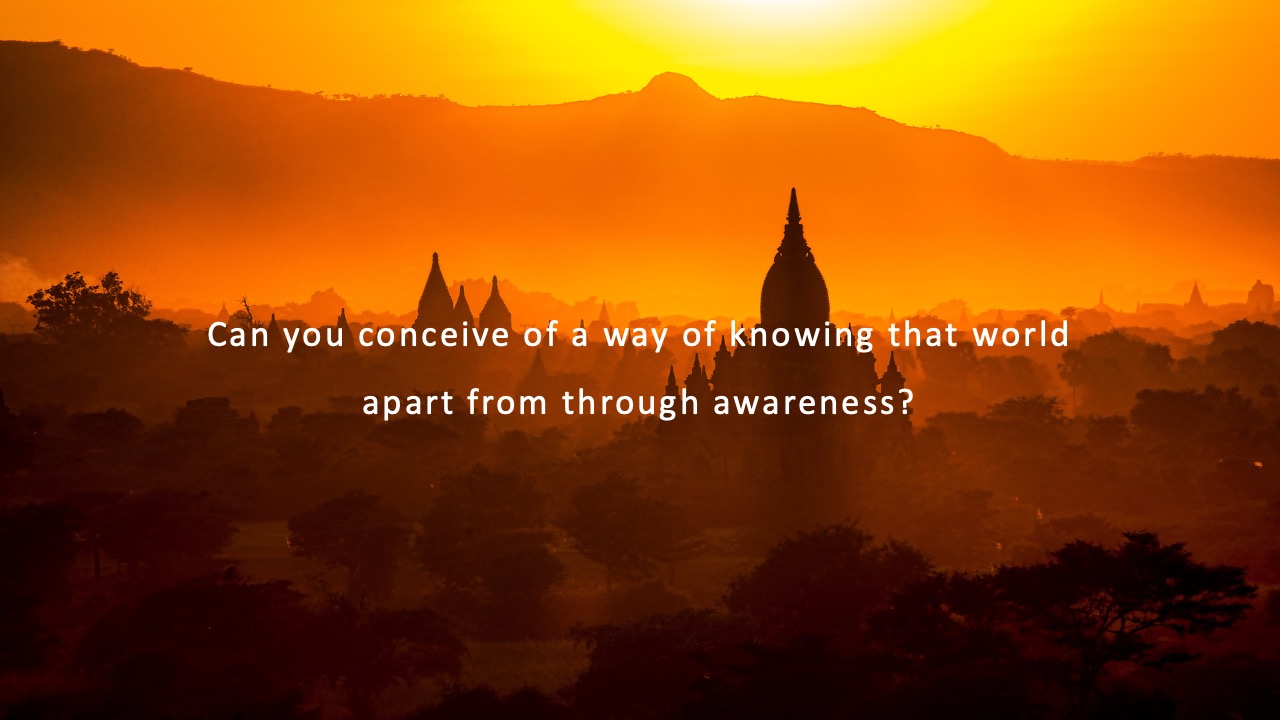 Can you conceive of a way of knowing that world
apart from through awareness?